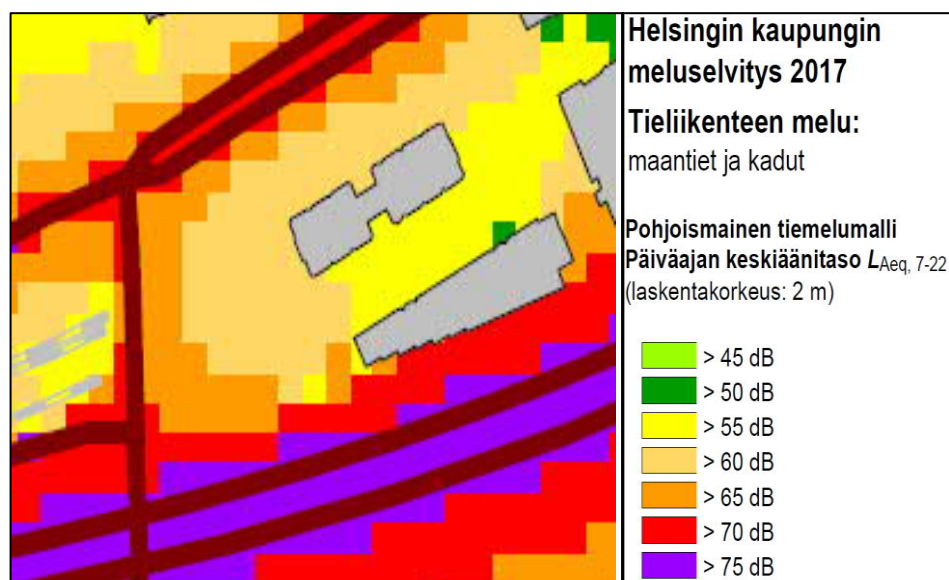 Helsingin kaupungin
meluselvitys 2017
Tieliikenteen melu:
maantiet ja kadut
Pohjoismainen tiemelumalli
Päiväajan keskiäänitaso LAeq, 7-22
(laskentakorkeus: 2 m)
> 45 dB
> 50 dB
> 55 dB
> 60 dB
> 65 dB
> 70 dB
> 75 dB